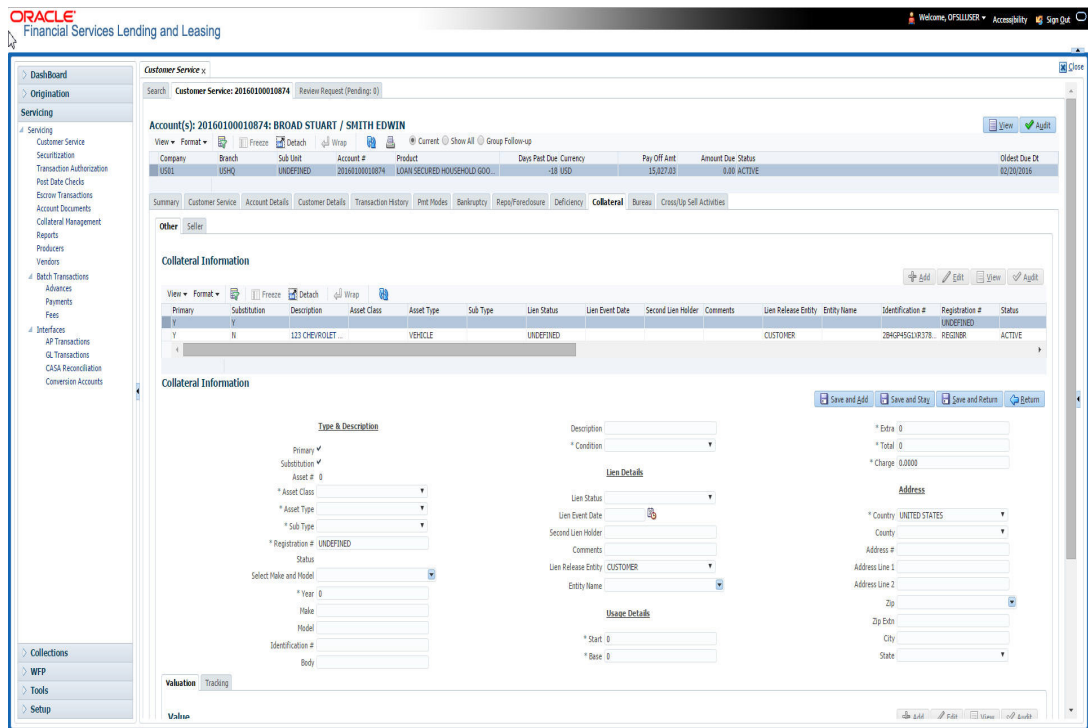 ORACLE
Financial Services Lending and Leasing
Welcome, OFSLLUSER Accessibility Sign Out
Close
DashBoard
Origination
Servicing
Servicing
Customer Service
Securitization
Transaction Authorization
Post Date Checks
Escrow Transactions
Account Documents
Collateral Management
Reports
Producers
Vendors
Batch Transactions
Advances
Payments
Fees
Interfaces
AP Transactions
GL Transactions
CASA Reconciliation
Conversion Accounts
Collections
WFP
Tools
Setup
Customer Service x
Search Customer Service: 20160100010874 Review Request (Pending: 0)
Account(s): 20160100010874: BROAD STUART / SMITH EDWIN
View Audit
View Format Freeze Detach Wrap Current Show All Group Follow-up
Company Branch Sub Unit Account # Product Days Past Due Currency Pay Off Amt Amount Due Status Oldest Due Dt
US01 USHQ UNDEFINED 20160100010874 LOAN SECURED HOUSEHOLD GOO... -18 USD 15,027.03 0.00 ACTIVE 02/20/2016
Summary Customer Service Account Details Customer Details Transaction History Pmt Modes Bankruptcy Repo/Foreclosure Deficiency Collateral Bureau Cross/Up Sell Activities
Other Seller
Collateral Information
Add Edit View Audit
View Format Freeze Detach Wrap
Primary Substitution Description Asset Class Asset Type Sub Type Lien Status Lien Event Date Second Lien Holder Comments Lien Release Entity Entity Name Identification # Registration # Status
Y Y UNDEFINED
Y N 123 CHEVROLET ... VEHICLE UNDEFINED CUSTOMER 2B4GP45G1XR378... REGINBR ACTIVE
Collateral Information
Save and Add Save and Stay Save and Return Return
Type & Description
Primary
Substitution
Asset # 0
* Asset Class
* Asset Type
* Sub Type
* Registration # UNDEFINED
Status
Select Make and Model
* Year 0
Make
Model
Identification #
Body
Description
* Condition
Lien Details
Lien Status
Lien Event Date
Second Lien Holder
Comments
Lien Release Entity CUSTOMER
Entity Name
Usage Details
* Start 0
* Base 0
* Extra 0
* Total 0
* Charge 0.0000
Address
* Country UNITED STATES
County
Address #
Address Line 1
Address Line 2
Zip
Zip Extn
City
State
Valuation Tracking
Value
Add Edit View Audit